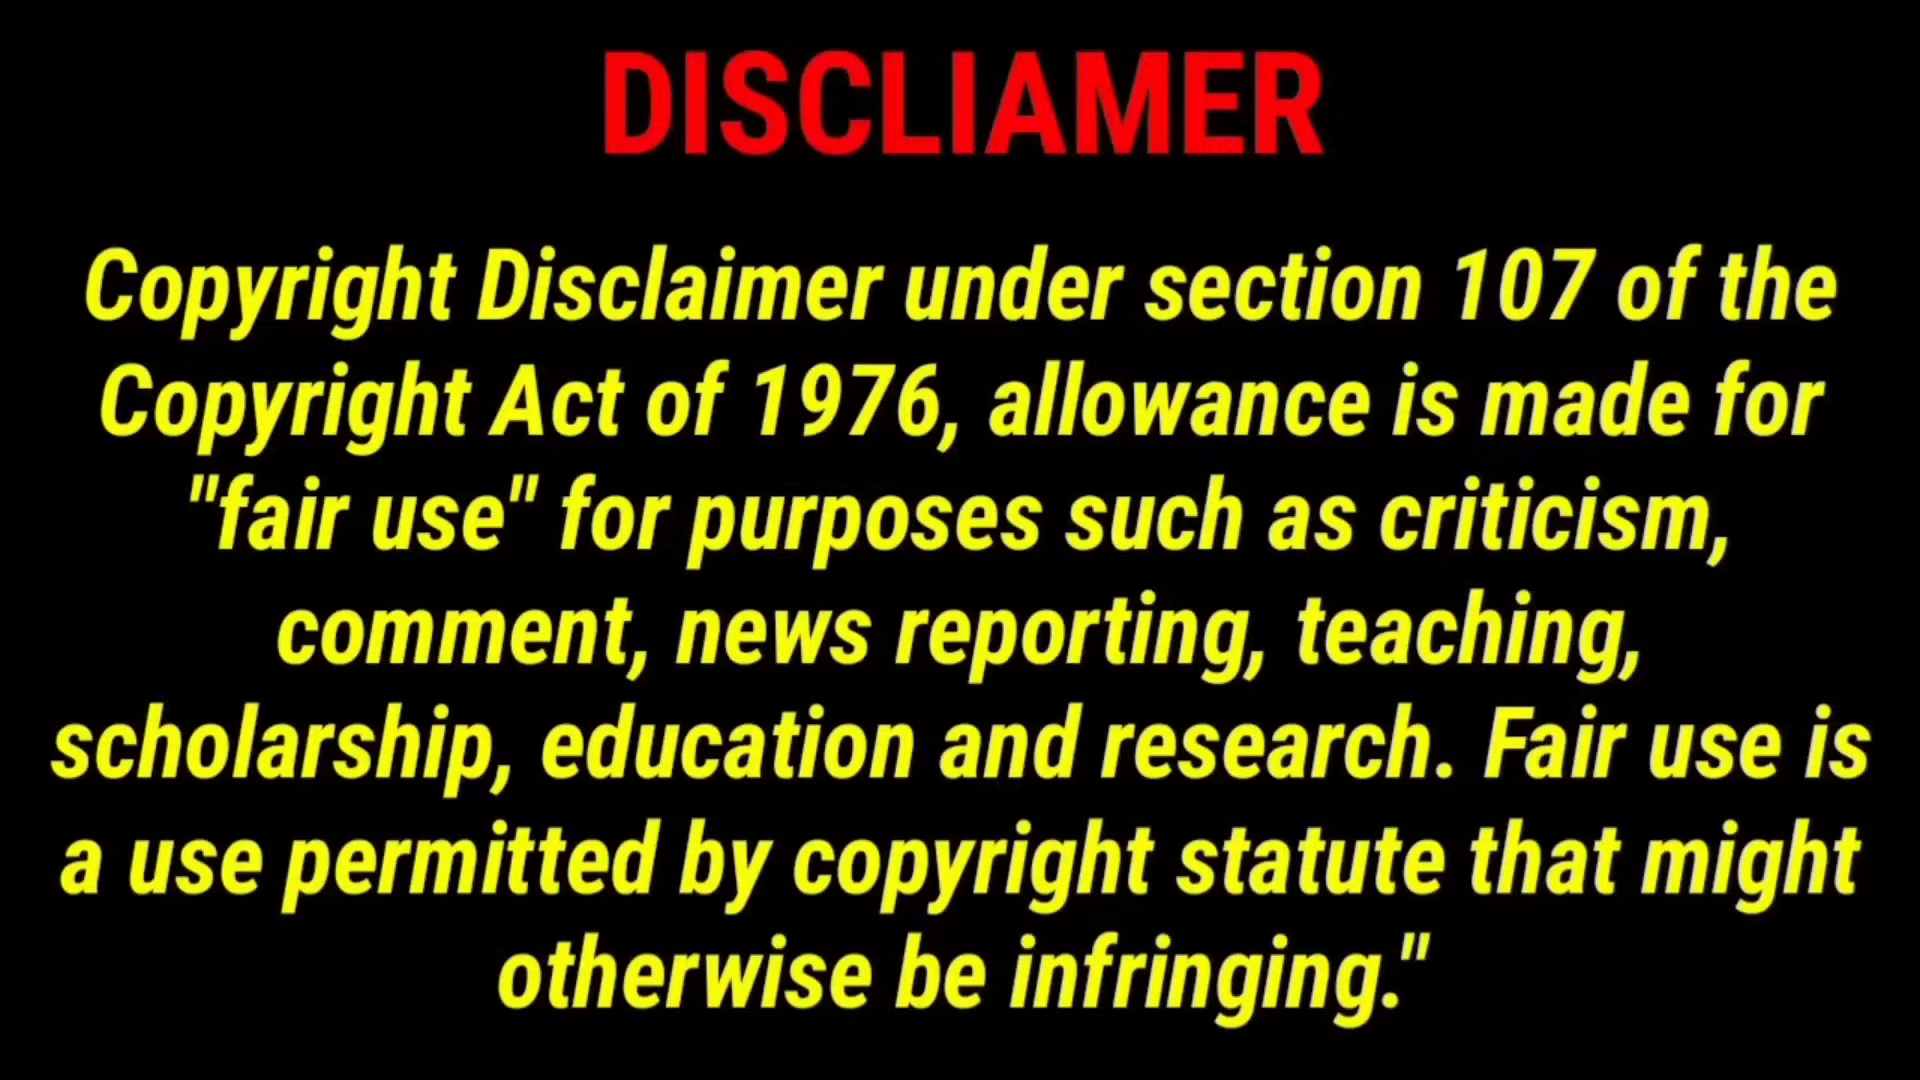 DISCLIAMER
Copyright Disclaimer under section 107 of the
Copyright Act of 1976, allowance is made for
"fair use" for purposes such as criticism,
comment, news reporting, teaching,
scholarship, education and research. Fair use is
a use permitted by copyright statute that might
otherwise be infringing."